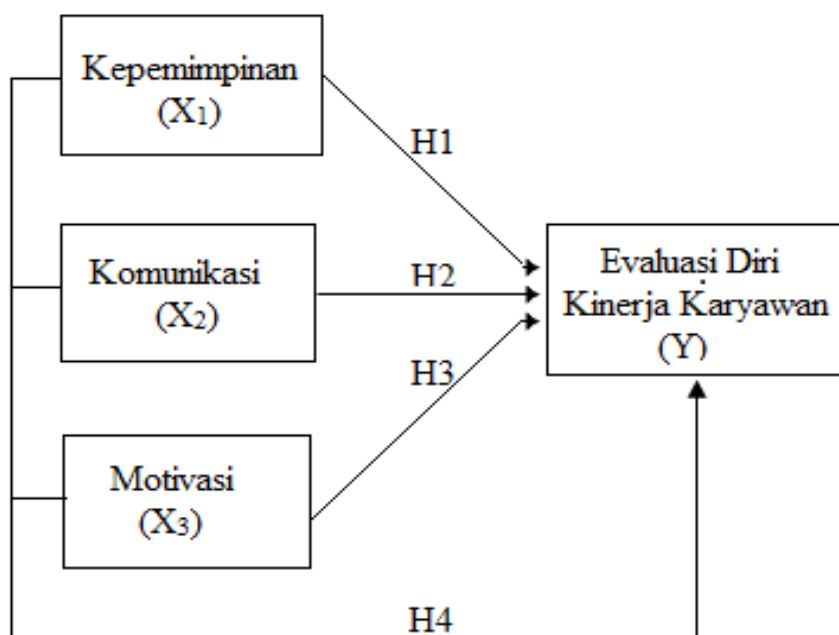 Kepemimpinan
(X₁)
H1
Komunikasi
(X₂)
H2
Evaluasi Diri
Kinerja Karyawan
(Y)
H3
Motivasi
(X₃)
H4